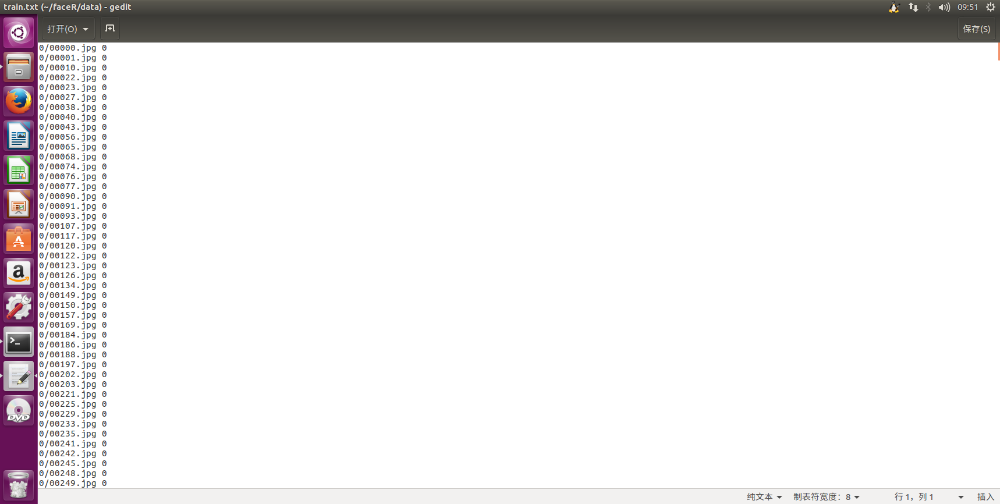 train.txt (~/faceR/data) - gedit
09:51
打开(O)
保存(S)
0/00000.jpg 0
0/00001.jpg 0
0/00010.jpg 0
0/00022.jpg 0
0/00023.jpg 0
0/00027.jpg 0
0/00038.jpg 0
0/00040.jpg 0
0/00043.jpg 0
0/00056.jpg 0
0/00065.jpg 0
0/00068.jpg 0
0/00074.jpg 0
0/00076.jpg 0
0/00077.jpg 0
0/00090.jpg 0
0/00091.jpg 0
0/00093.jpg 0
0/00107.jpg 0
0/00117.jpg 0
0/00120.jpg 0
0/00122.jpg 0
0/00123.jpg 0
0/00126.jpg 0
0/00134.jpg 0
0/00149.jpg 0
0/00150.jpg 0
0/00157.jpg 0
0/00169.jpg 0
0/00184.jpg 0
0/00186.jpg 0
0/00188.jpg 0
0/00197.jpg 0
0/00202.jpg 0
0/00203.jpg 0
0/00221.jpg 0
0/00225.jpg 0
0/00229.jpg 0
0/00233.jpg 0
0/00235.jpg 0
0/00241.jpg 0
0/00242.jpg 0
0/00245.jpg 0
0/00248.jpg 0
0/00249.jpg 0
DVD
纯文本 制表符宽度：8 行 1，列 1 插入